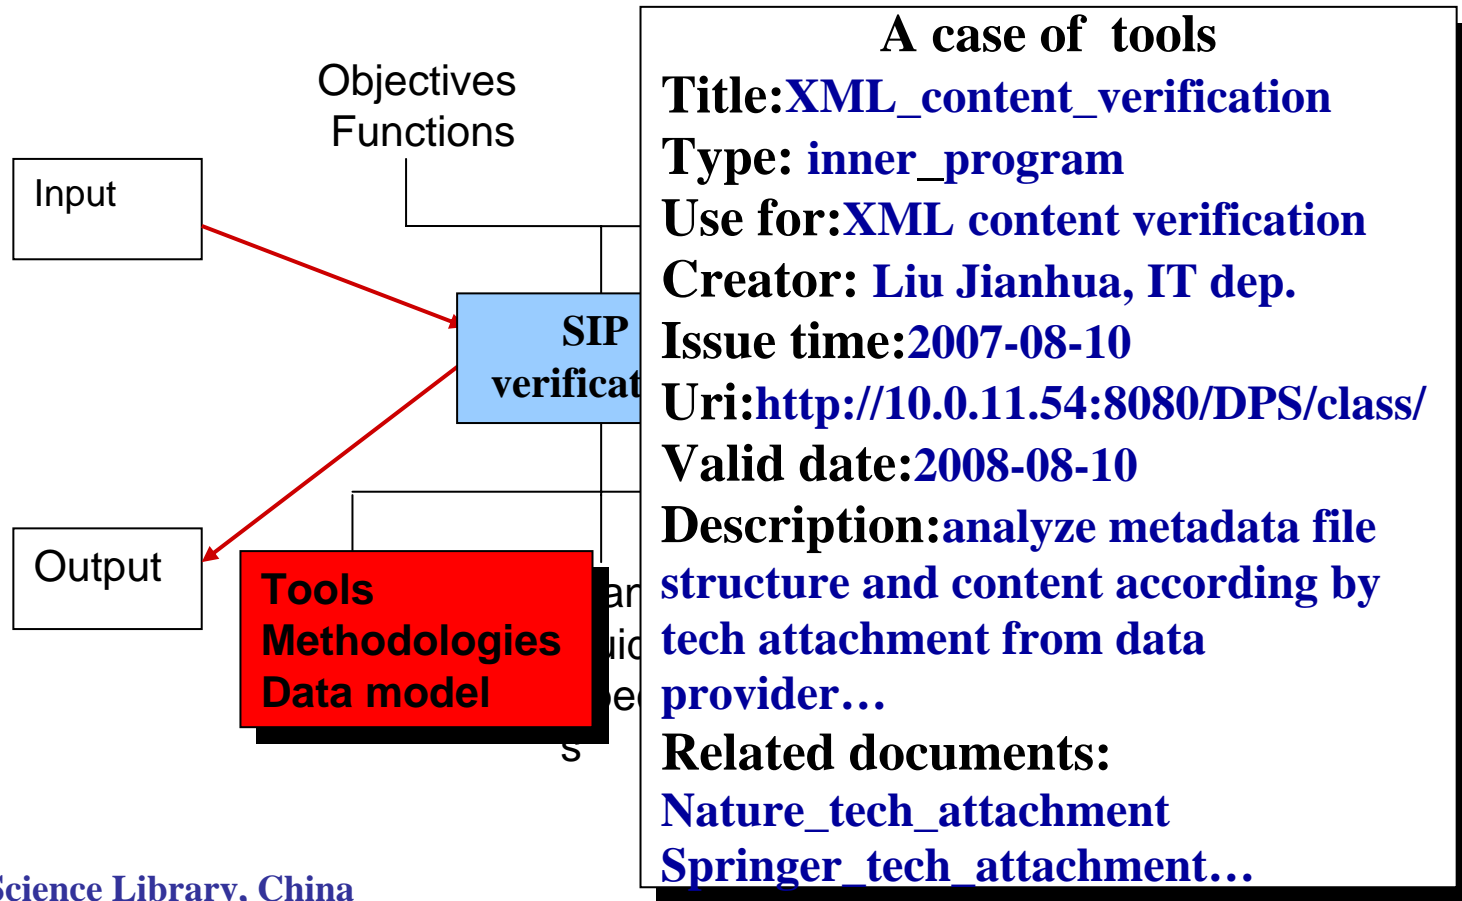 Objectives
Functions
Input
SIP
Output
Tools
Methodologies
Data model
s
A case of tools
Title:XML_content_verification
Type: inner_program
Use for:XML content verification
Creator: Liu Jianhua, IT dep.
Issue time:2007-08-10
Uri:http://10.0.11.54:8080/DPS/class/
Valid date:2008-08-10
Description:analyze metadata file
structure and content according by
tech attachment from data
provider…
Related documents:
Nature_tech_attachment
Springer_tech_attachment…
Science Library, China